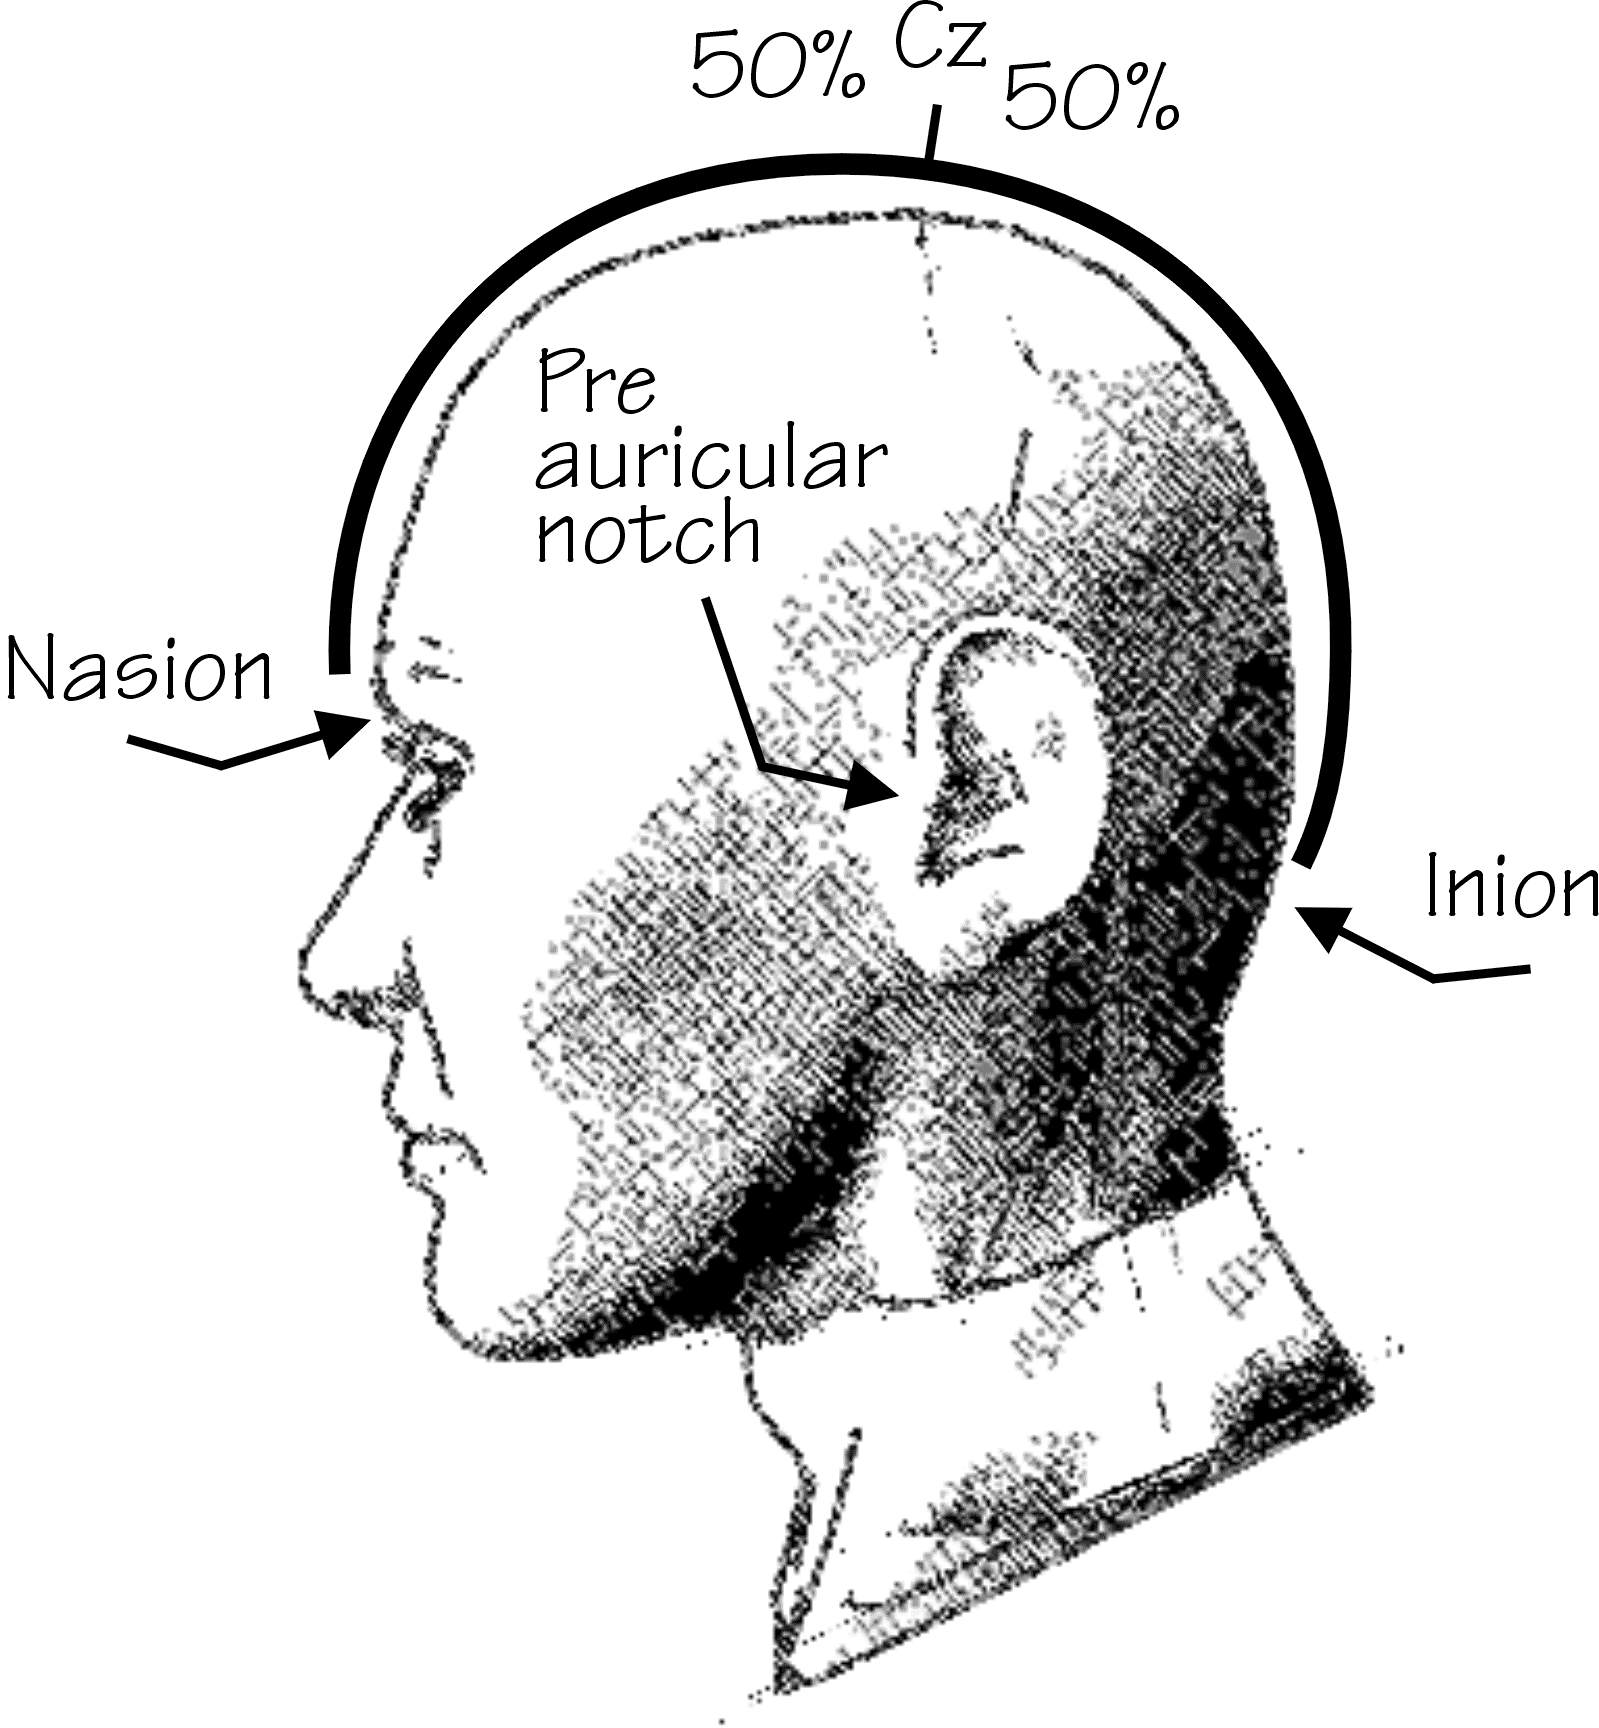 50% Cz 50%
Pre
auricular
notch
Nasion
Inion